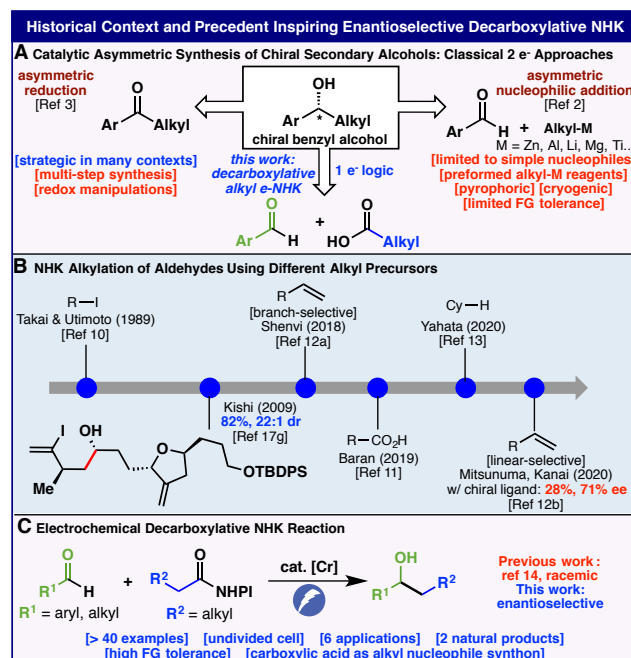 Historical Context and Precedent Inspiring Enantioselective Decarboxylative NHK
A Catalytic Asymmetric Synthesis of Chiral Secondary Alcohols: Classical 2 e- Approaches
asymmetric
reduction
[Ref 3]
O
Ar Alkyl
[strategic in many contexts]
[multi-step synthesis]
[redox manipulations]
OH
Ar * Alkyl
chiral benzyl alcohol
this work:
decarboxylative
alkyl e-NHK
1 e- logic
O
Ar H
+
O
HO Alkyl
asymmetric
nucleophilic addition
[Ref 2]
O
Ar H + Alkyl-M
M = Zn, Al, Li, Mg, Ti...
[limited to simple nucleophiles]
[preformed alkyl-M reagents]
[pyrophoric] [cryogenic]
[limited FG tolerance]
B NHK Alkylation of Aldehydes Using Different Alkyl Precursors
R–I
Takai & Utimoto (1989)
[Ref 10]
R
[branch-selective]
Shenvi (2018)
[Ref 12a]
Cy–H
Yahata (2020)
[Ref 13]
Kishi (2009)
82%, 22:1 dr
[Ref 17g]
I
OH
Me
O
OTBDPS
R–CO2H
Baran (2019)
[Ref 11]
R
[linear-selective]
Mitsunuma, Kanai (2020)
w/ chiral ligand: 28%, 71% ee
[Ref 12b]
C Electrochemical Decarboxylative NHK Reaction
O
R1 H
R1 = aryl, alkyl
+
O
R2 NHPI
R2 = alkyl
cat. [Cr]
OH
R1 R2
Previous work :
ref 14, racemic
This work:
enantioselective
[> 40 examples] [undivided cell] [6 applications] [2 natural products]
[high FG tolerance] [carboxylic acid as alkyl nucleophile synthon]